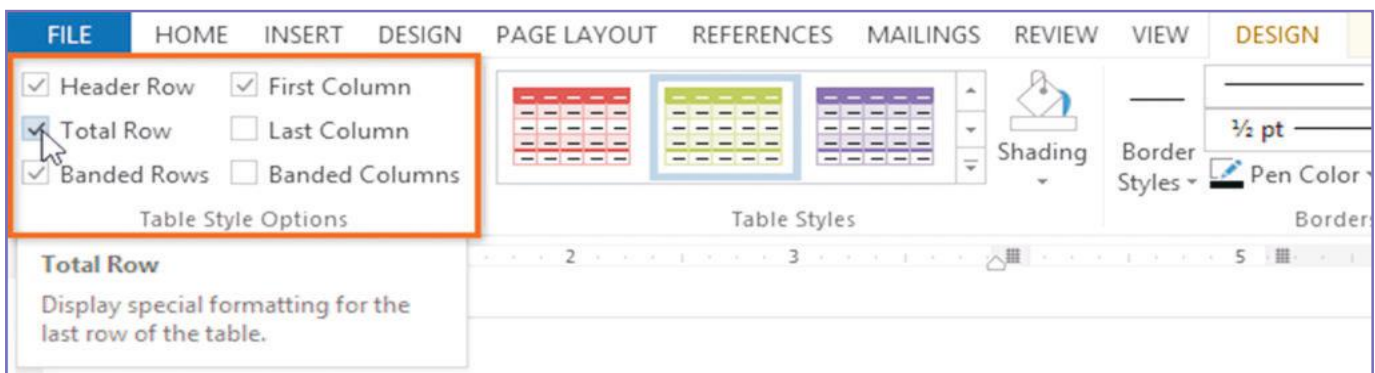 FILE HOME INSERT DESIGN PAGE LAYOUT REFERENCES MAILINGS REVIEW VIEW DESIGN
Header Row First Column
Total Row Last Column
Banded Rows Banded Columns
Table Style Options
Shading
Border
Styles
½ pt
Pen Color
Table Styles
Borders
2 3 5
Total Row
Display special formatting for the
last row of the table.